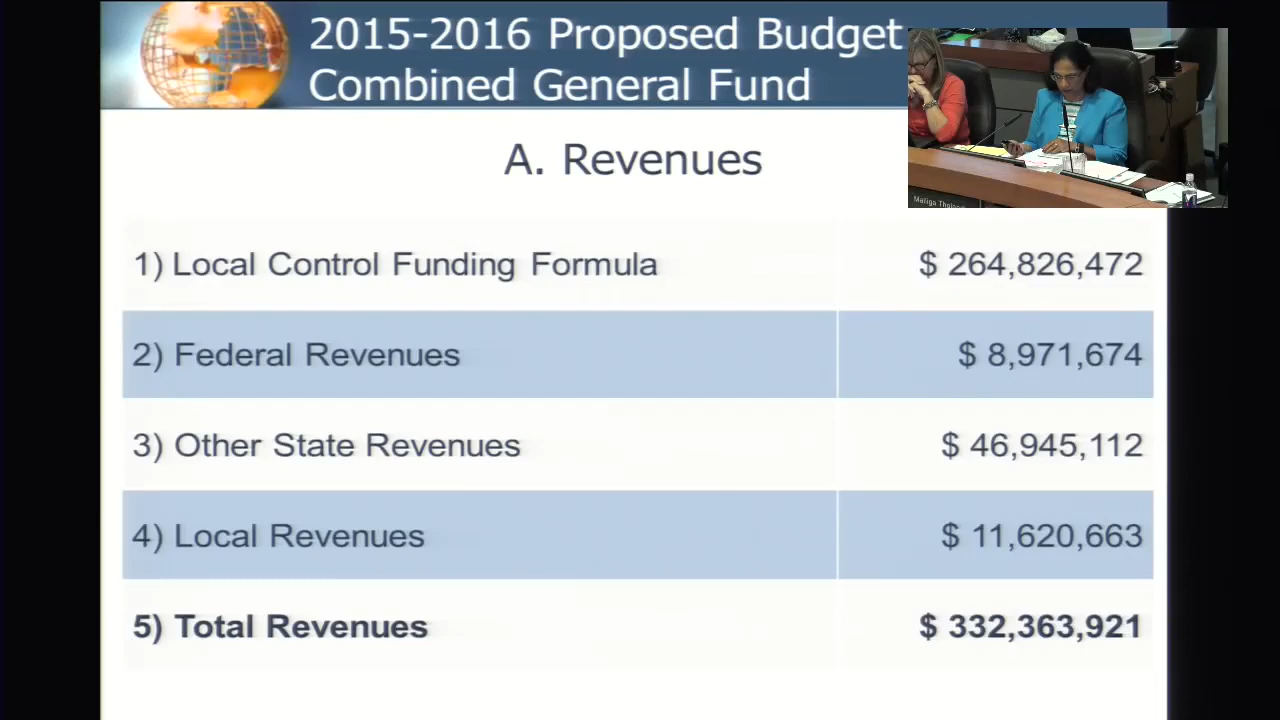 2015-2016 Proposed Budget
Combined General Fund
A. Revenues
1) Local Control Funding Formula $ 264,826,472
2) Federal Revenues $ 8,971,674
3) Other State Revenues $ 46,945,112
4) Local Revenues $ 11,620,663
5) Total Revenues $ 332,363,921